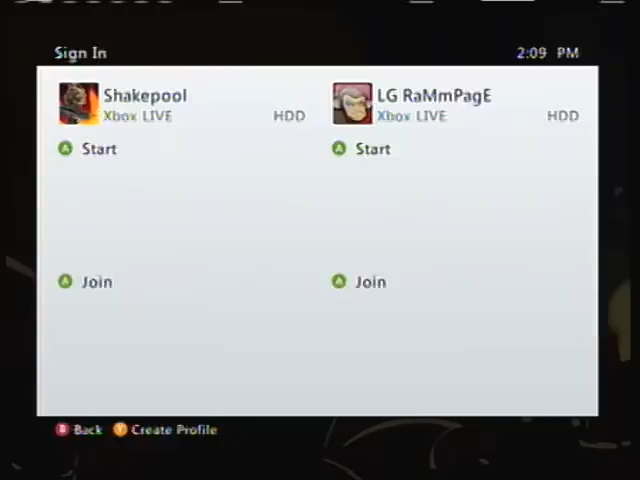 Sign In
2:09 PM
Shakepool
Xbox LIVE
HDD
LG RaMmPagE
Xbox LIVE
HDD
A Start
A Start
A Join
A Join
B Back
Y Create Profile